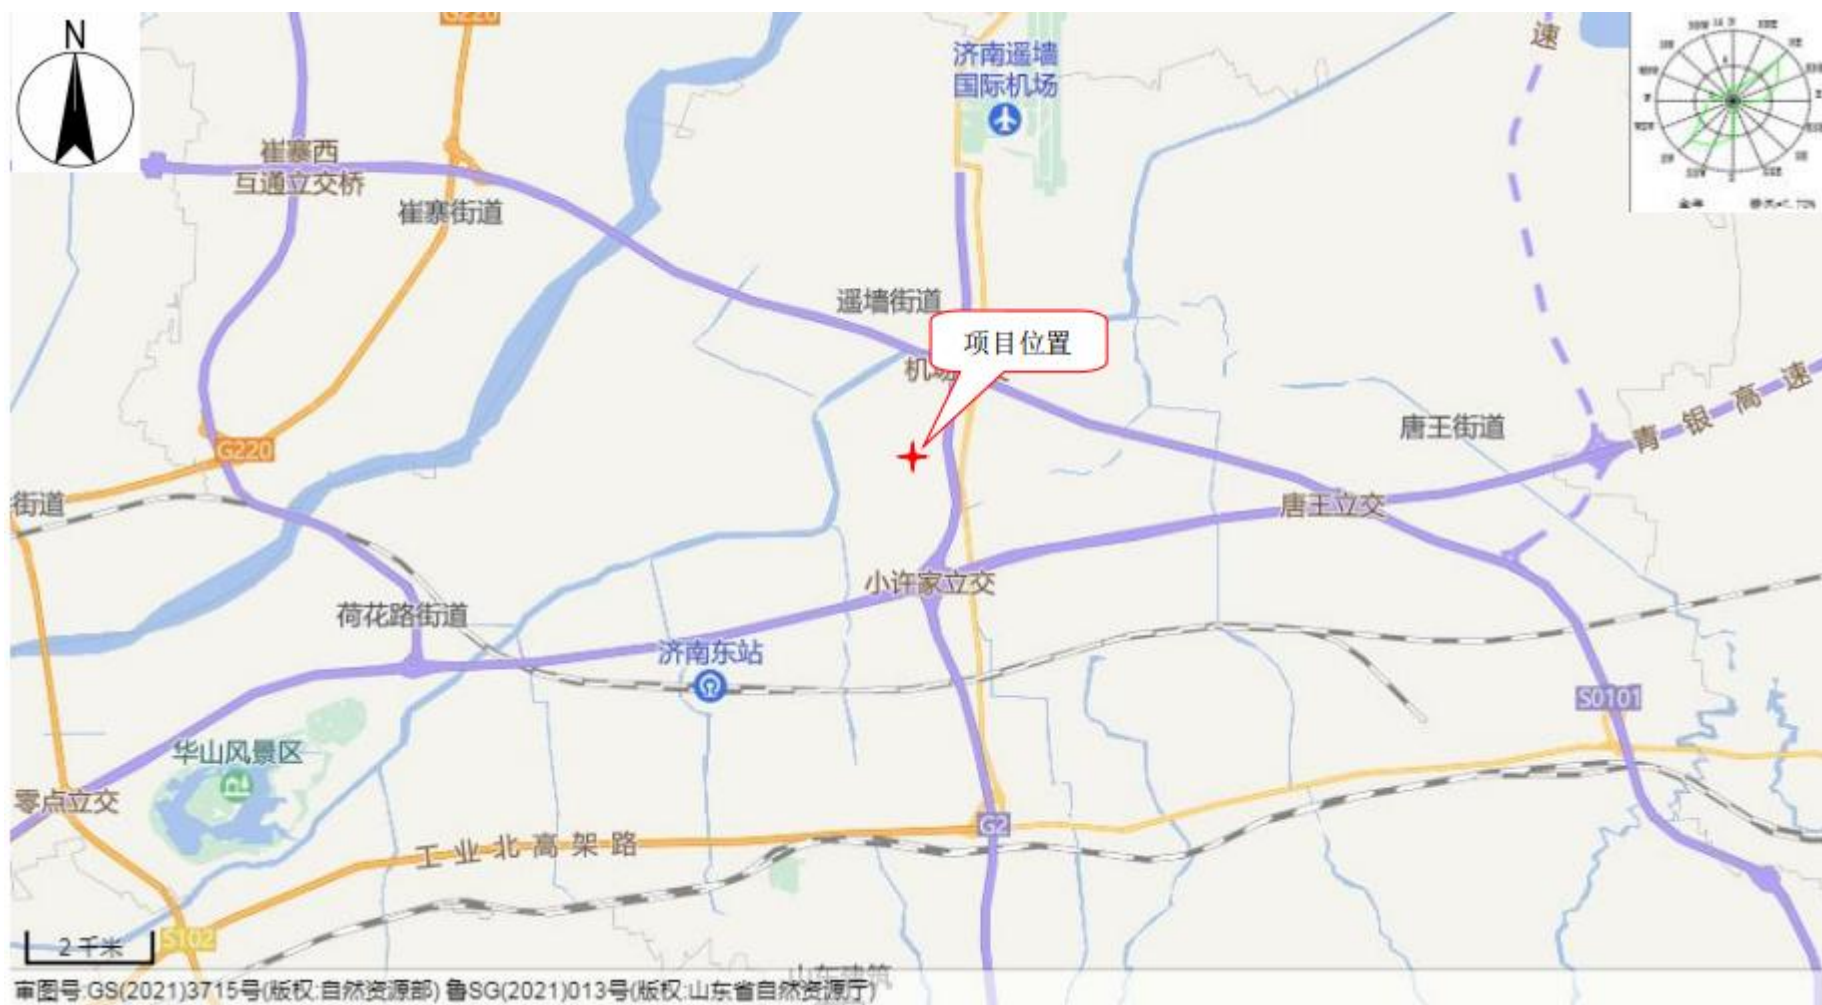 N
G220
济南遥墙
国际机场
速
崔寨西
互通立交桥
崔寨街道
遥墙街道
项目位置
机场
唐王街道
青银高速
G220
街道
唐王立交
小许家立交
荷花路街道
济南东站
S0101
华山风景区
零点立交
G2
工业北高架路
S102
2 千米
山东建筑
审图号:GS(2021)3715号(版权:自然资源部) 鲁SG(2021)013号(版权:山东省自然资源厅)